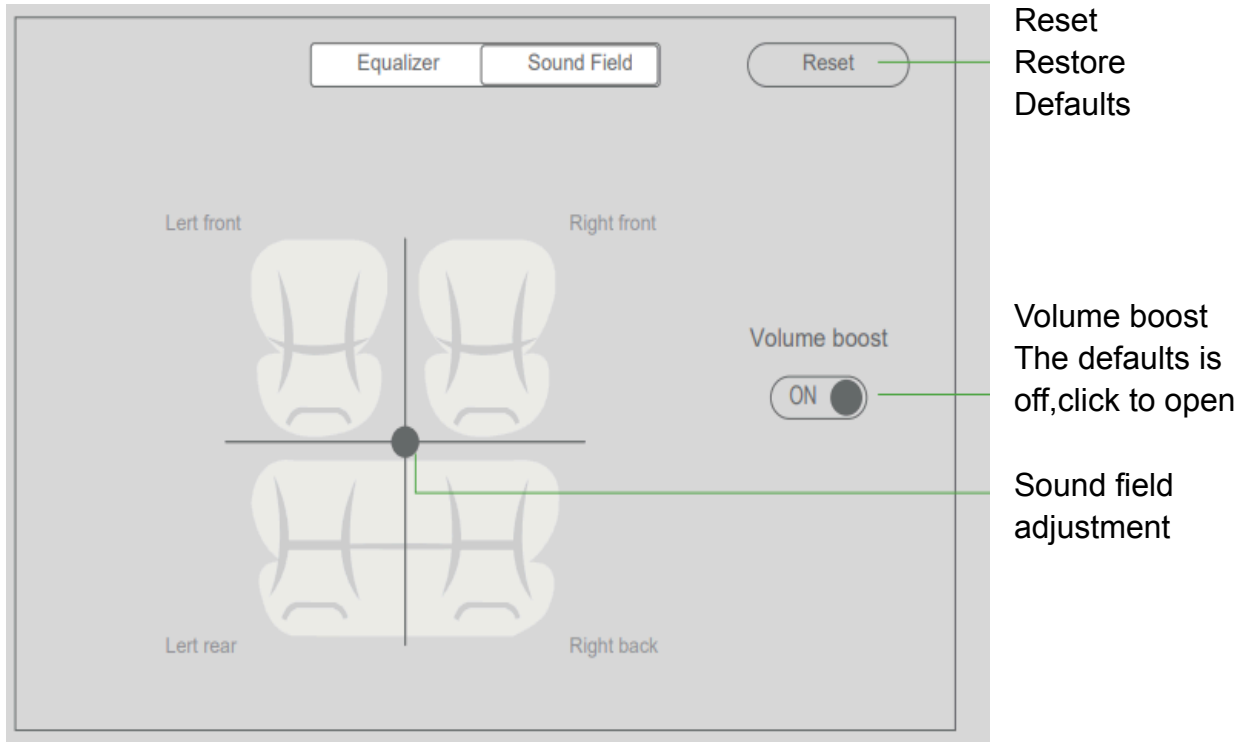 Equalizer Sound Field Reset
Reset
Restore
Defaults
Lert front Right front
Volume boost
ON
Volume boost
The defaults is
off,click to open
Sound field
adjustment
Lert rear Right back